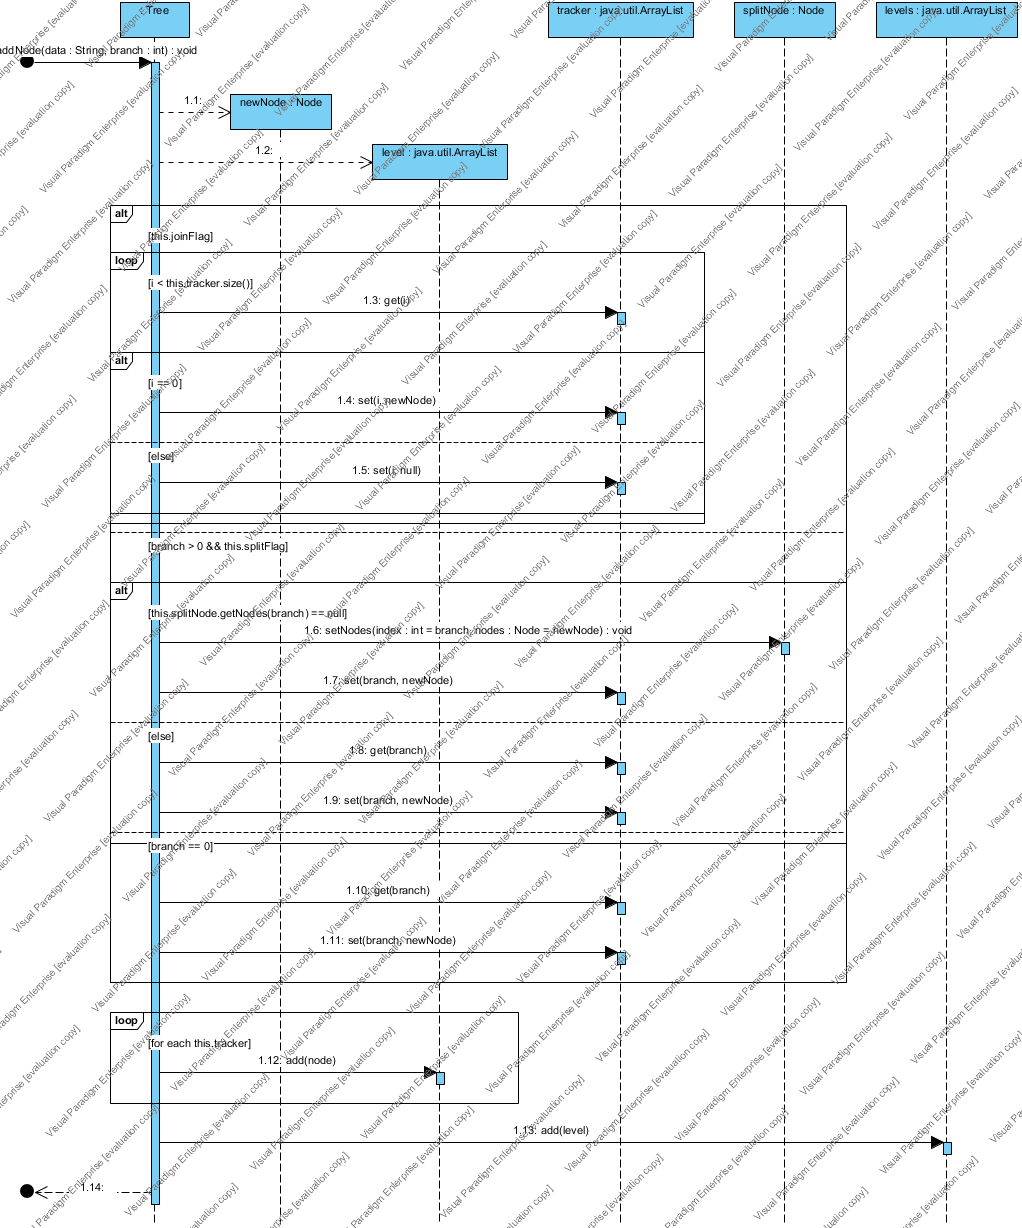 : Tree
tracker : java.util.ArrayList
splitNode : Node
levels : java.util.ArrayList
addNode(data : String, branch : int) : void
1.1:
newNode : Node
1.2:
level : java.util.ArrayList
alt
[this.joinFlag]
loop
[i < this.tracker.size()]
1.3: get(i)
alt
[i == 0]
1.4: set(i, newNode)
[else]
1.5: set(i, null)
[branch > 0 && this.splitFlag]
alt
[this.splitNode.getNodes(branch) == null]
1.6: setNodes(index : int = branch, nodes : Node = newNode) : void
1.7: set(branch, newNode)
[else]
1.8: get(branch)
1.9: set(branch, newNode)
[branch == 0]
1.10: get(branch)
1.11: set(branch, newNode)
loop
[for each this.tracker]
1.12: add(node)
1.13: add(level)
1.14:
Visual Paradigm Enterprise [evaluation copy]